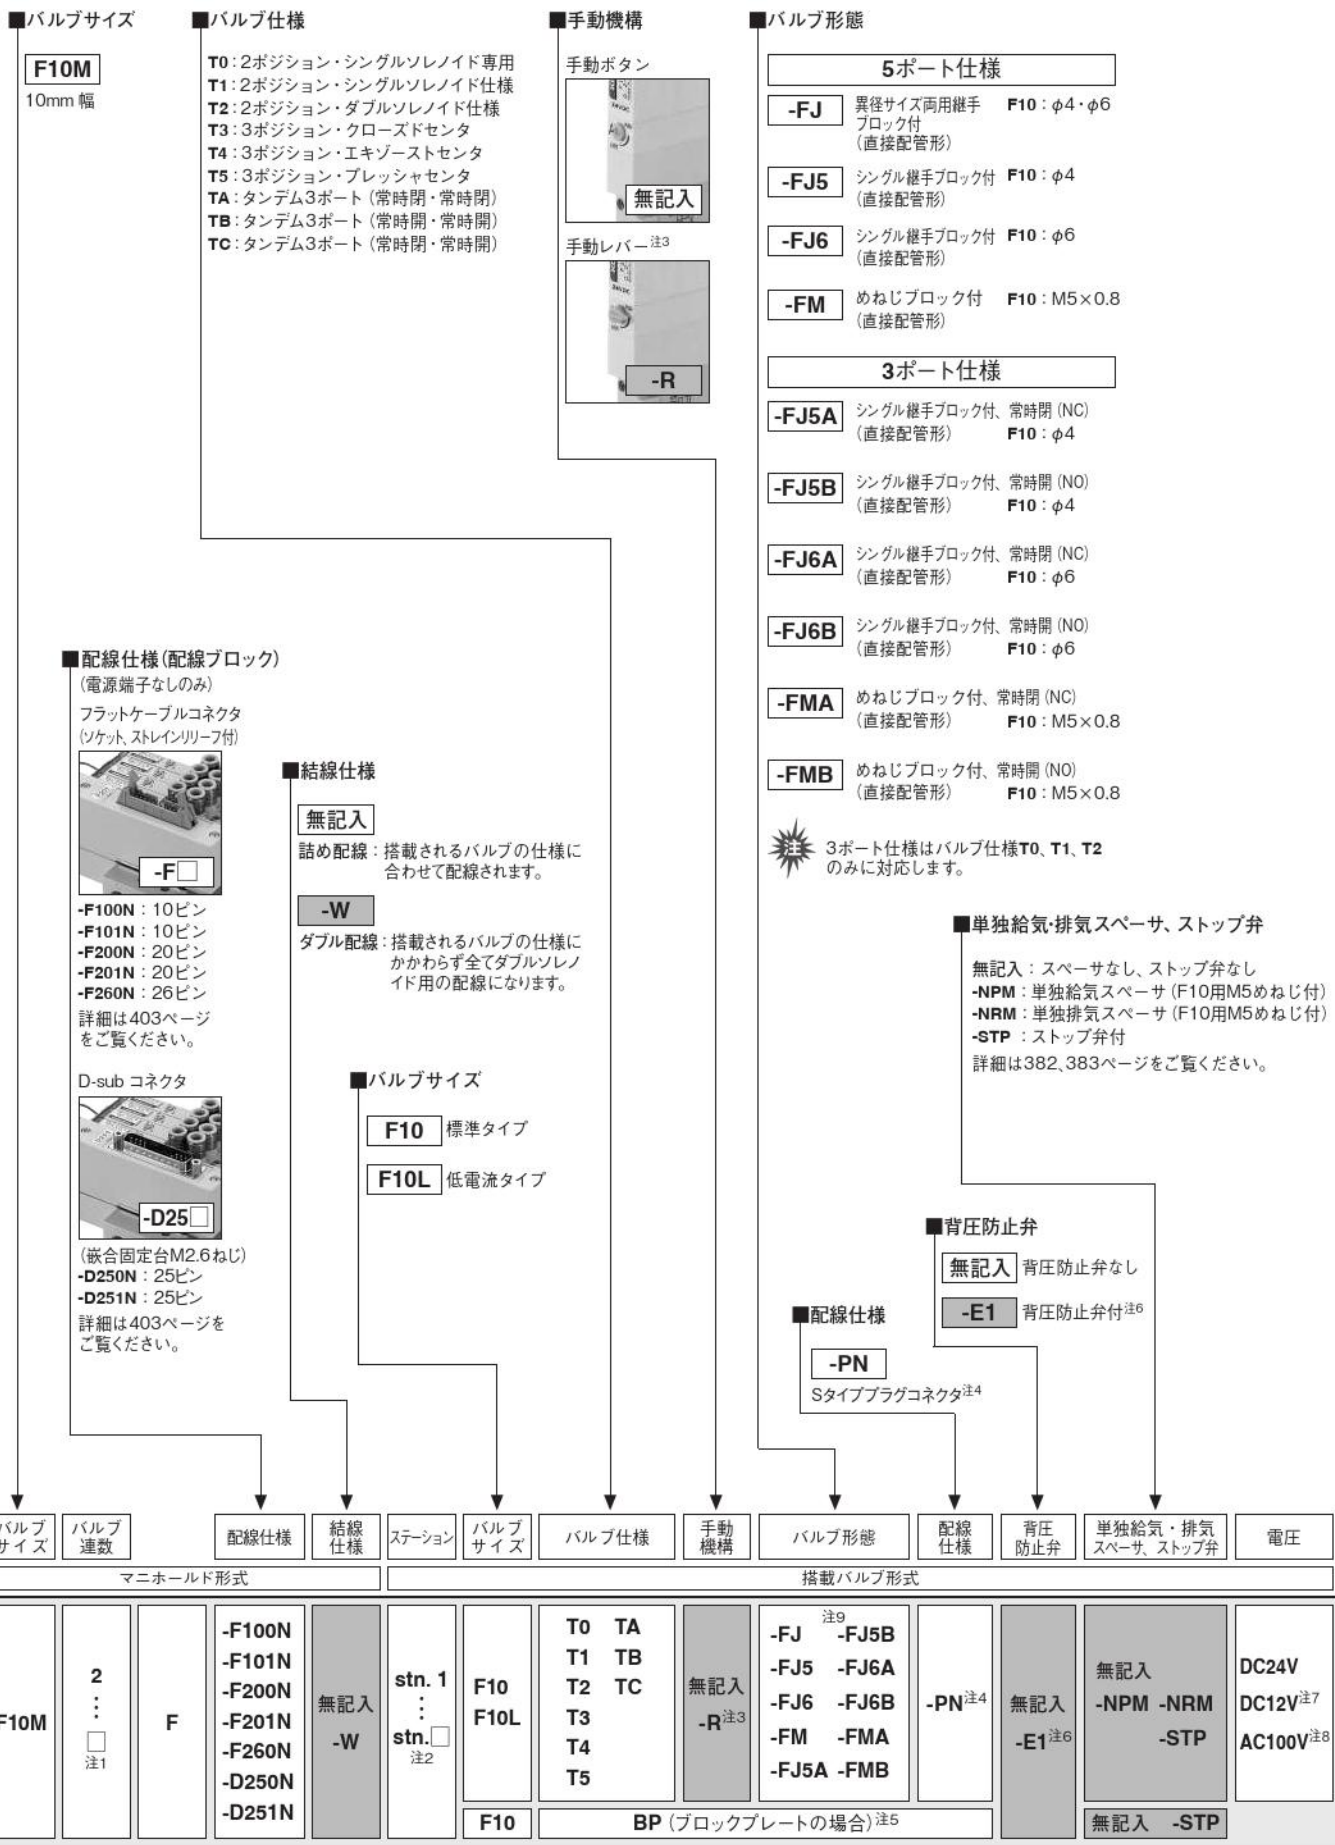 ■バルブサイズ
F10M
10mm 幅
■バルブ仕様
T0：2ポジション・シングルソレノイド専用
T1：2ポジション・シングルソレノイド仕様
T2：2ポジション・ダブルソレノイド仕様
T3：3ポジション・クローズドセンタ
T4：3ポジション・エキゾーストセンタ
T5：3ポジション・プレッシャセンタ
TA：タンデム3ポート（常時閉・常時閉）
TB：タンデム3ポート（常時開・常時開）
TC：タンデム3ポート（常時閉・常時開）
■手動機構
手動ボタン
無記入
手動レバー注3
-R
■バルブ形態
5ポート仕様
-FJ 異径サイズ両用継手 F10：φ4・φ6
ブロック付
（直接配管形）
-FJ5 シングル継手ブロック付 F10：φ4
（直接配管形）
-FJ6 シングル継手ブロック付 F10：φ6
（直接配管形）
-FM めねじブロック付 F10：M5×0.8
（直接配管形）
3ポート仕様
-FJ5A シングル継手ブロック付、常時閉（NC）
（直接配管形） F10：φ4
-FJ5B シングル継手ブロック付、常時開（NO）
（直接配管形） F10：φ4
-FJ6A シングル継手ブロック付、常時閉（NC）
（直接配管形） F10：φ6
-FJ6B シングル継手ブロック付、常時開（NO）
（直接配管形） F10：φ6
-FMA めねじブロック付、常時閉（NC）
（直接配管形） F10：M5×0.8
-FMB めねじブロック付、常時開（NO）
（直接配管形） F10：M5×0.8
注 3ポート仕様はバルブ仕様T0、T1、T2
のみに対応します。
■配線仕様（配線ブロック）
（電源端子なしのみ）
フラットケーブルコネクタ
（ソケット、ストレインリリーフ付）
-F□
-F100N：10ピン
-F101N：10ピン
-F200N：20ピン
-F201N：20ピン
-F260N：26ピン
詳細は403ページ
をご覧ください。
D-sub コネクタ
-D25□
（嵌合固定台M2.6ねじ）
-D250N：25ピン
-D251N：25ピン
詳細は403ページを
ご覧ください。
■結線仕様
無記入
詰め配線：搭載されるバルブの仕様に
合わせて配線されます。
-W
ダブル配線：搭載されるバルブの仕様に
かかわらず全てダブルソレノ
イド用の配線になります。
■バルブサイズ
F10 標準タイプ
F10L 低電流タイプ
■単独給気・排気スペーサ、ストップ弁
無記入：スペーサなし、ストップ弁なし
-NPM：単独給気スペーサ（F10用M5めねじ付）
-NRM：単独排気スペーサ（F10用M5めねじ付）
-STP ：ストップ弁付
詳細は382、383ページをご覧ください。
■背圧防止弁
無記入 背圧防止弁なし
-E1 背圧防止弁付注6
■配線仕様
-PN
Sタイププラグコネクタ注4
バルブ
サイズ
バルブ
連数
配線仕様
結線
仕様
ステーション
バルブ
サイズ
バルブ仕様
手動
機構
バルブ形態
配線
仕様
背圧
防止弁
単独給気・排気
スペーサ、ストップ弁
電圧
マニホールド形式
搭載バルブ形式
F10M
2
⋮
□
注1
F
-F100N
-F101N
-F200N
-F201N
-F260N
-D250N
-D251N
無記入
-W
stn. 1
⋮
stn.□
注2
F10
F10L
T0 TA
T1 TB
T2 TC
T3
T4
T5
無記入
-R注3
注9
-FJ -FJ5B
-FJ5 -FJ6A
-FJ6 -FJ6B
-FM -FMA
-FJ5A -FMB
-PN注4
無記入
-E1注6
無記入
-NPM -NRM
-STP
DC24V
DC12V注7
AC100V注8
F10
BP（ブロックプレートの場合）注5
無記入 -STP